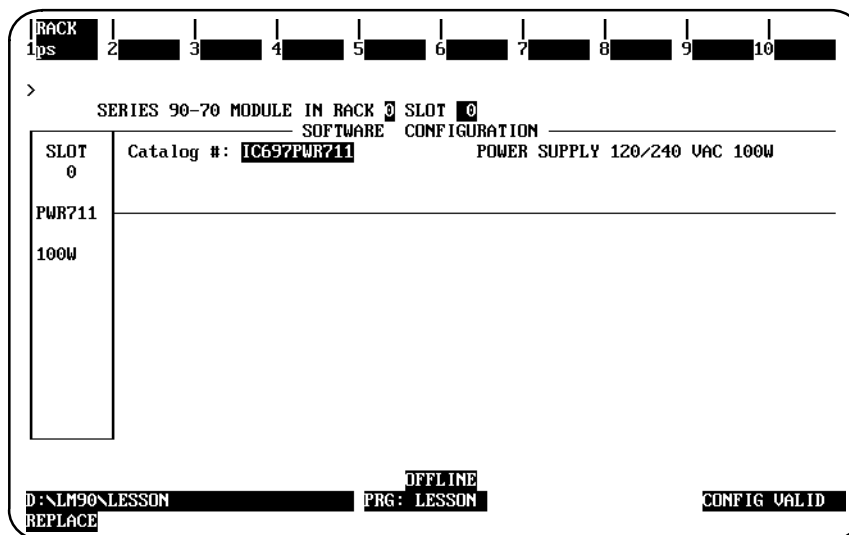 RACK
1ps 2 3 4 5 6 7 8 9 10
>
SERIES 90-70 MODULE IN RACK 0 SLOT 0
SOFTWARE CONFIGURATION
SLOT Catalog #: IC697PWR711 POWER SUPPLY 120/240 VAC 100W
0
PWR711
100W
OFFLINE
D:\LM90\LESSON PRG: LESSON CONFIG VALID
REPLACE